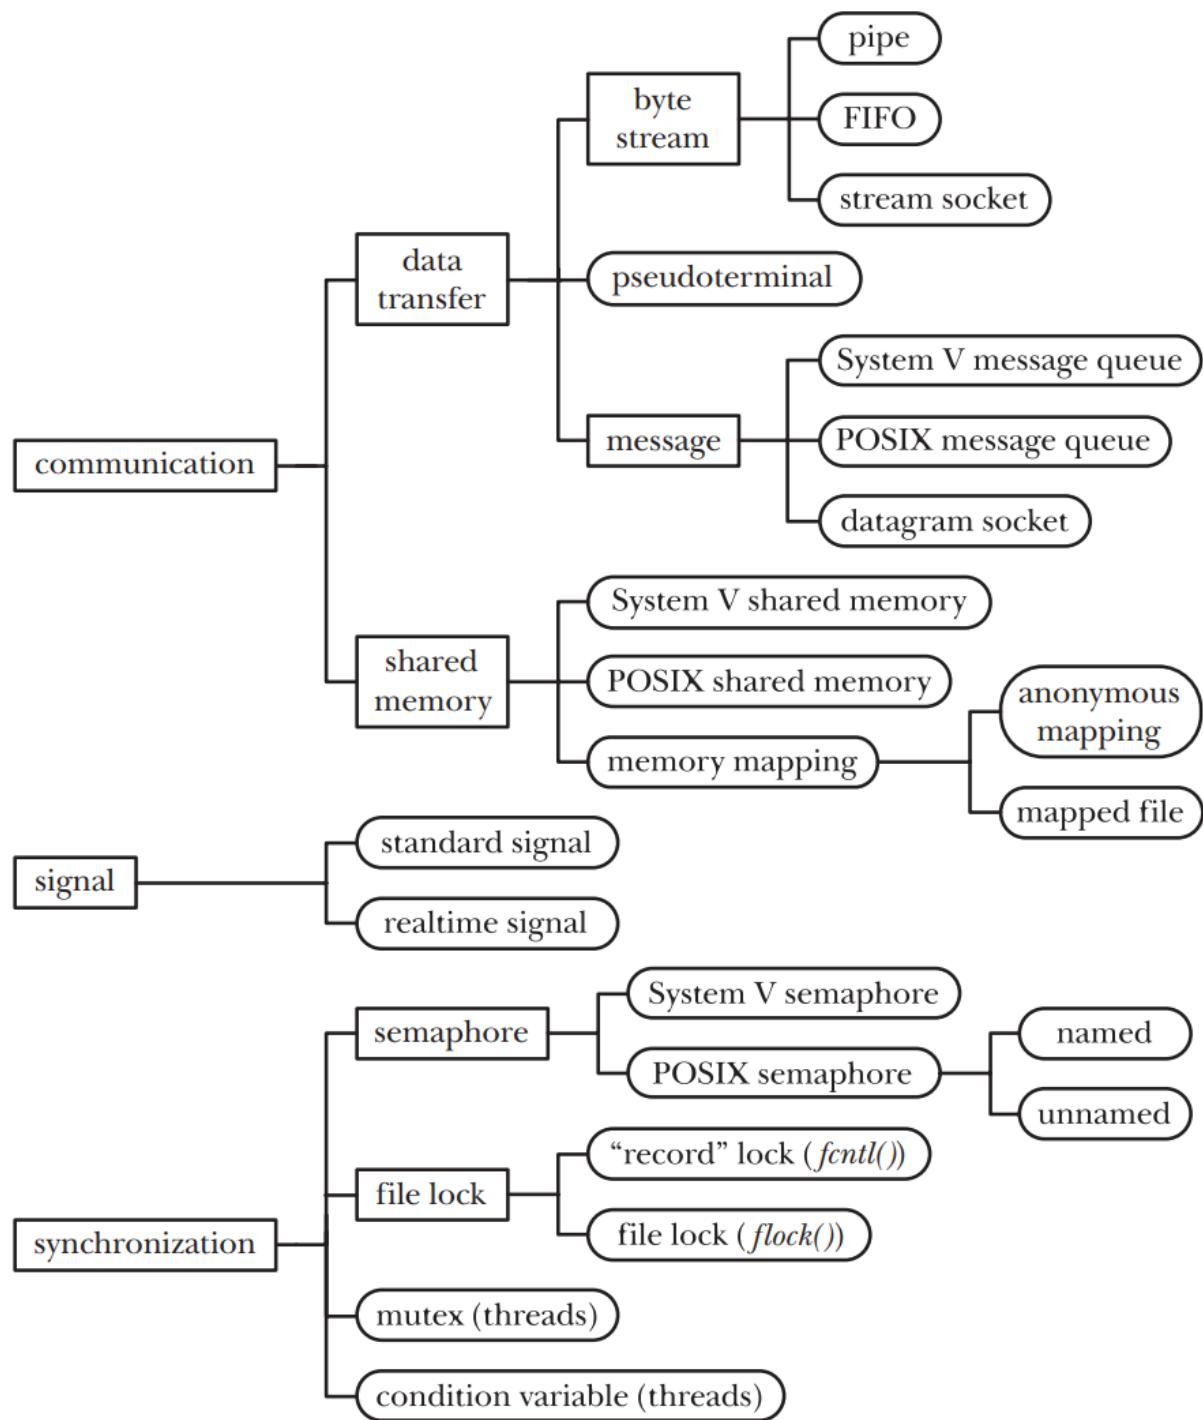 pipe
byte
stream
FIFO
stream socket
data
transfer
pseudoterminal
System V message queue
message
POSIX message queue
communication
datagram socket
System V shared memory
shared
memory
POSIX shared memory
anonymous
mapping
memory mapping
mapped file
standard signal
signal
realtime signal
System V semaphore
semaphore
named
POSIX semaphore
unnamed
“record” lock (fcntl())
file lock
file lock (flock())
synchronization
mutex (threads)
condition variable (threads)